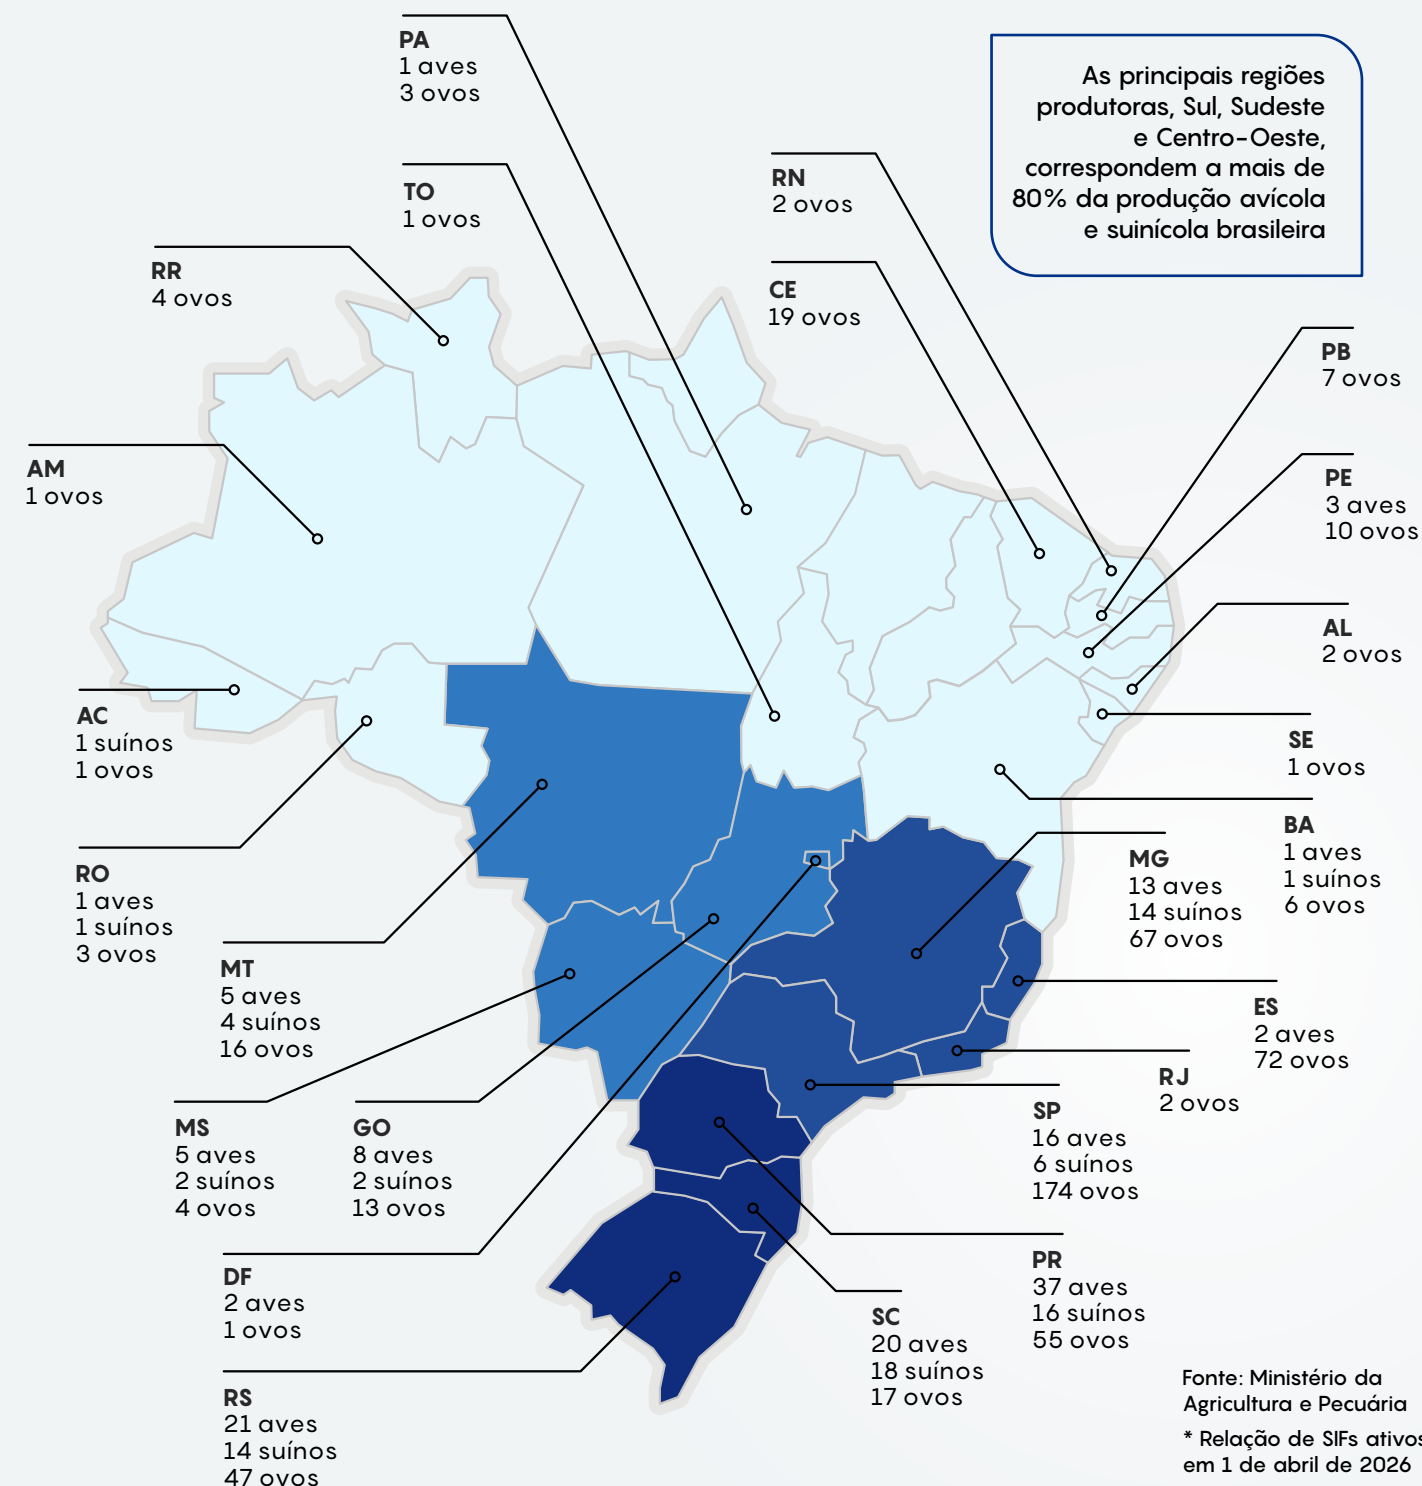 PA
1 aves
3 ovos
As principais regiões
produtoras, Sul, Sudeste
e Centro-Oeste,
correspondem a mais de
80% da produção avícola
e suinícola brasileira
TO
1 ovos
RN
2 ovos
RR
4 ovos
CE
19 ovos
PB
7 ovos
AM
1 ovos
PE
3 aves
10 ovos
AL
2 ovos
AC
1 suínos
1 ovos
SE
1 ovos
BA
1 aves
1 suínos
6 ovos
RO
1 aves
1 suínos
3 ovos
MG
13 aves
14 suínos
67 ovos
MT
5 aves
4 suínos
16 ovos
ES
2 aves
72 ovos
RJ
2 ovos
MS
5 aves
2 suínos
4 ovos
GO
8 aves
2 suínos
13 ovos
SP
16 aves
6 suínos
174 ovos
DF
2 aves
1 ovos
PR
37 aves
16 suínos
55 ovos
SC
20 aves
18 suínos
17 ovos
RS
21 aves
14 suínos
47 ovos
Fonte: Ministério da
Agricultura e Pecuária
* Relação de SIFs ativos
em 1 de abril de 2026